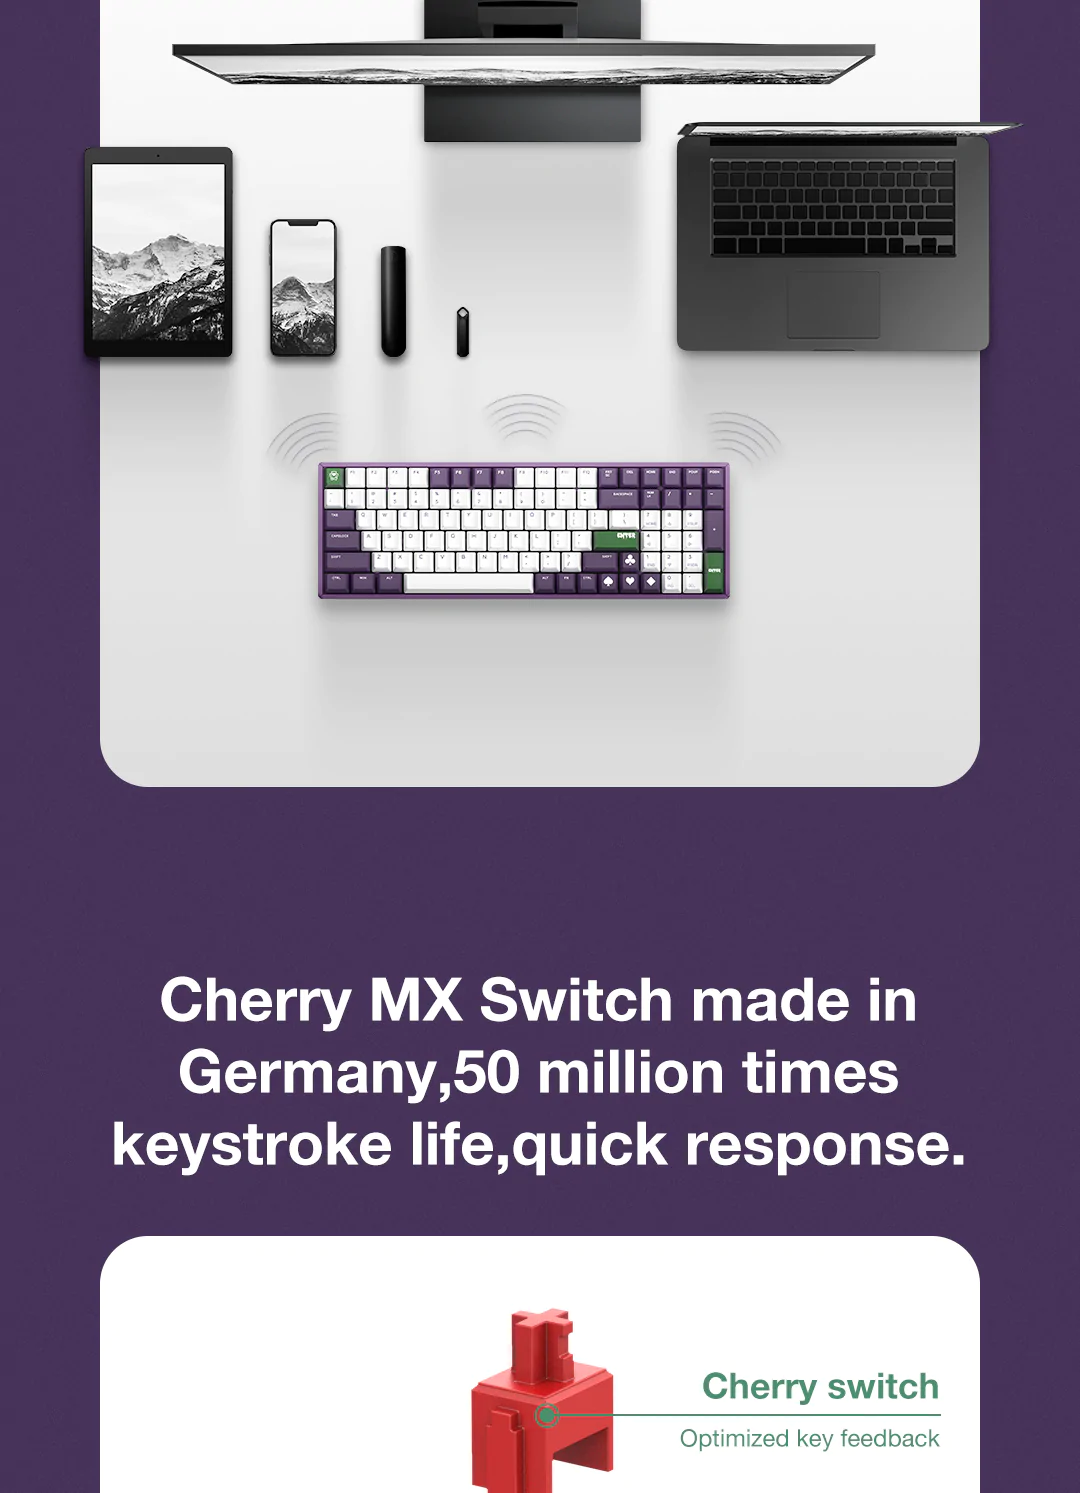 Cherry MX Switch made in
Germany,50 million times
keystroke life,quick response.
Cherry switch
Optimized key feedback